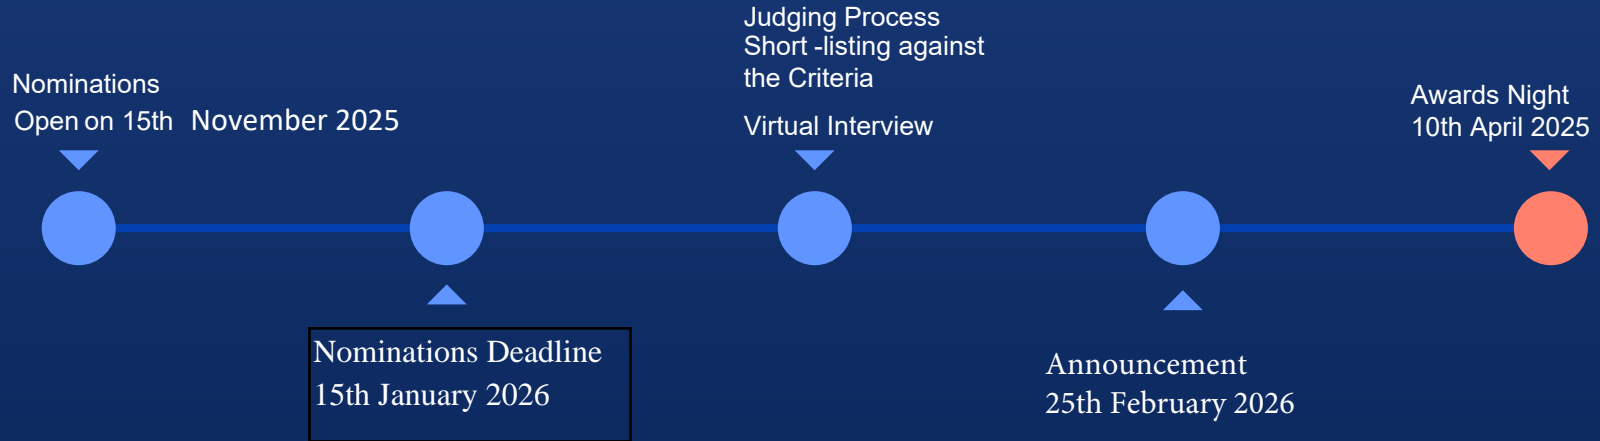 Nominations
Open on 15th November 2025
Nominations Deadline
15th January 2026
Judging Process
Short -listing against
the Criteria
Virtual Interview
Announcement
25th February 2026
Awards Night
10th April 2025